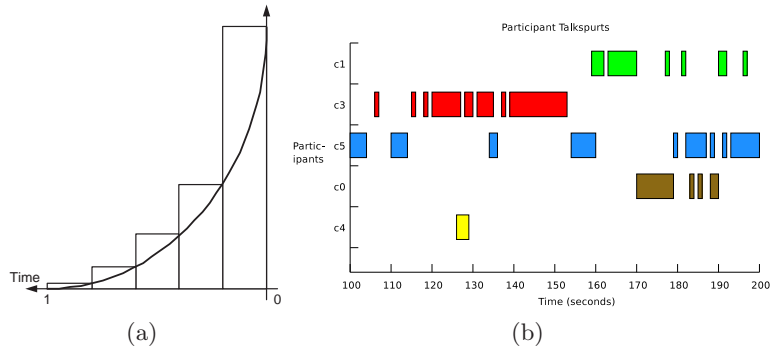 Time
1
0
(a)
Participant Talkspurts
c1
c3
Partic-
ipants
c5
c0
c4
100 110 120 130 140 150 160 170 180 190 200
Time (seconds)
(b)